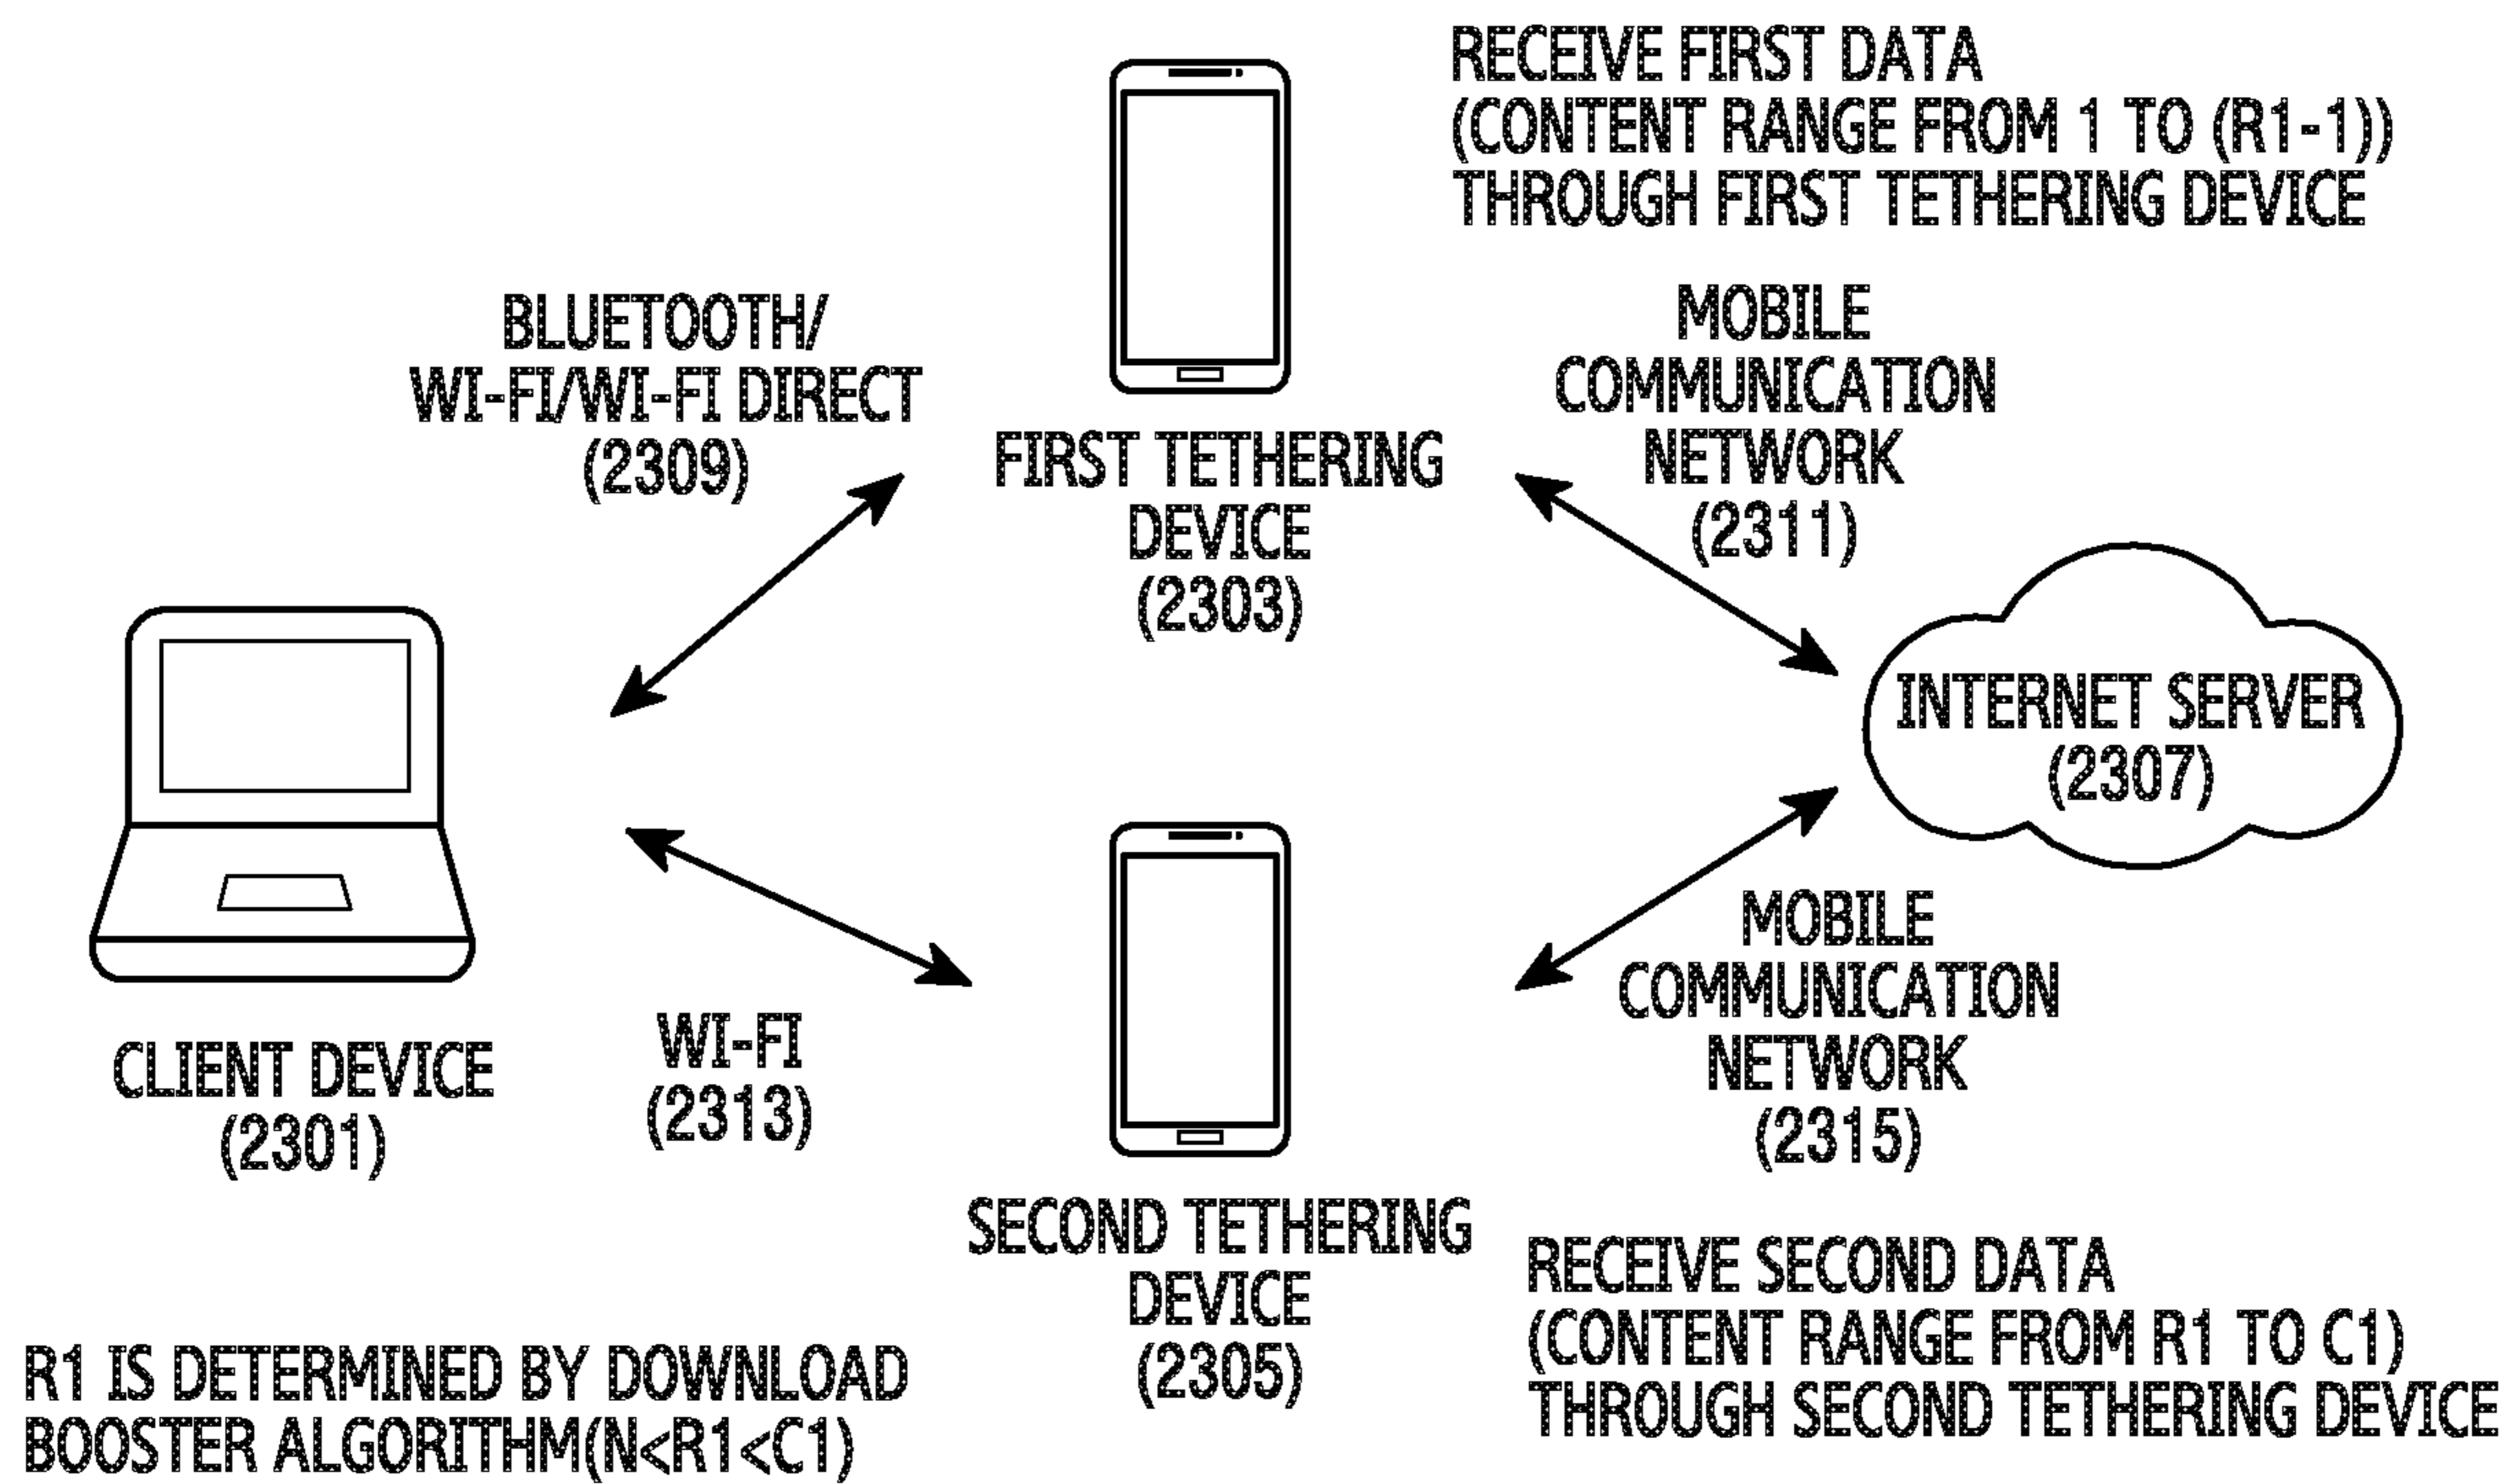 RECEIVE FIRST DATA
(CONTENT RANGE FROM 1 TO (R1-1))
THROUGH FIRST TETHERING DEVICE
BLUETOOTH/
WI-FI/WI-FI DIRECT
(2309)
FIRST TETHERING
DEVICE
(2303)
MOBILE
COMMUNICATION
NETWORK
(2311)
INTERNET SERVER
(2307)
CLIENT DEVICE
(2301)
WI-FI
(2313)
MOBILE
COMMUNICATION
NETWORK
(2315)
SECOND TETHERING
DEVICE
(2305)
RECEIVE SECOND DATA
(CONTENT RANGE FROM R1 TO C1)
THROUGH SECOND TETHERING DEVICE
R1 IS DETERMINED BY DOWNLOAD
BOOSTER ALGORITHM(N<R1<C1)